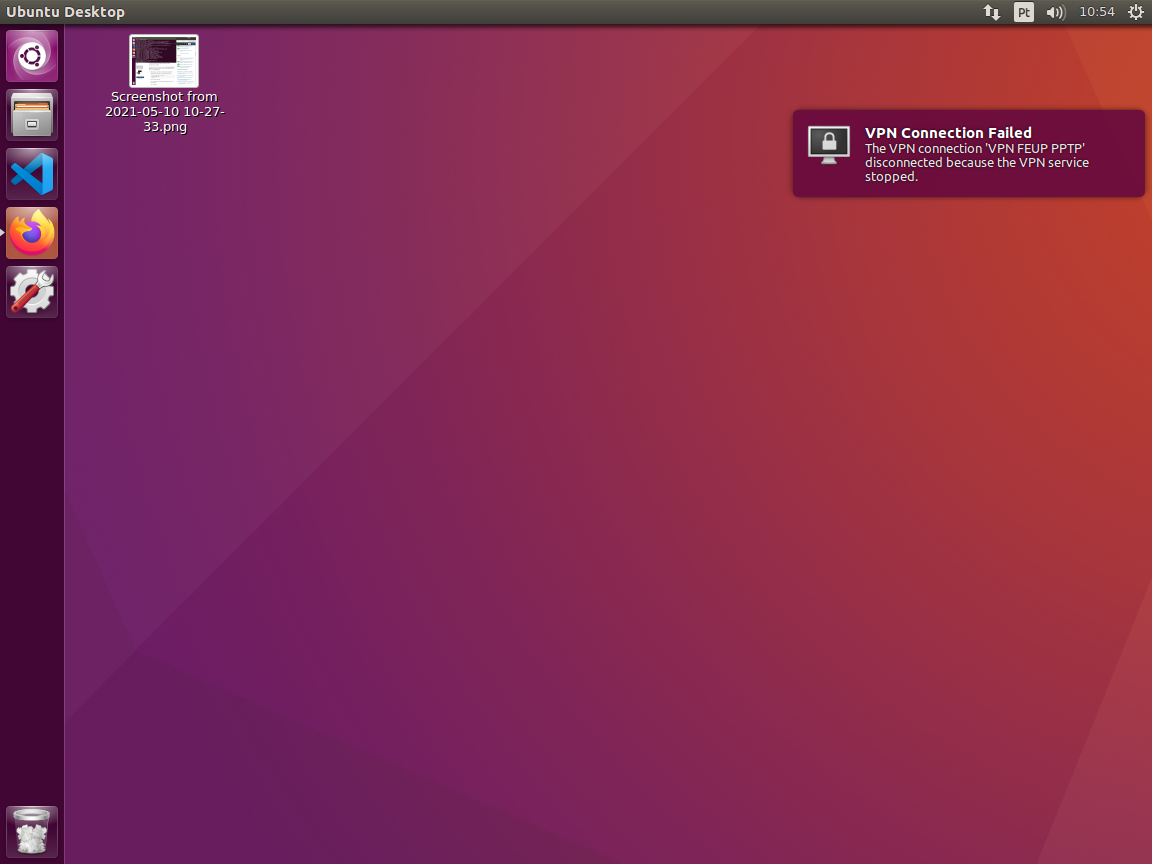 Ubuntu Desktop
Pt
10:54
Screenshot from
2021-05-10 10-27-
33.png
VPN Connection Failed
The VPN connection 'VPN FEUP PPTP'
disconnected because the VPN service
stopped.